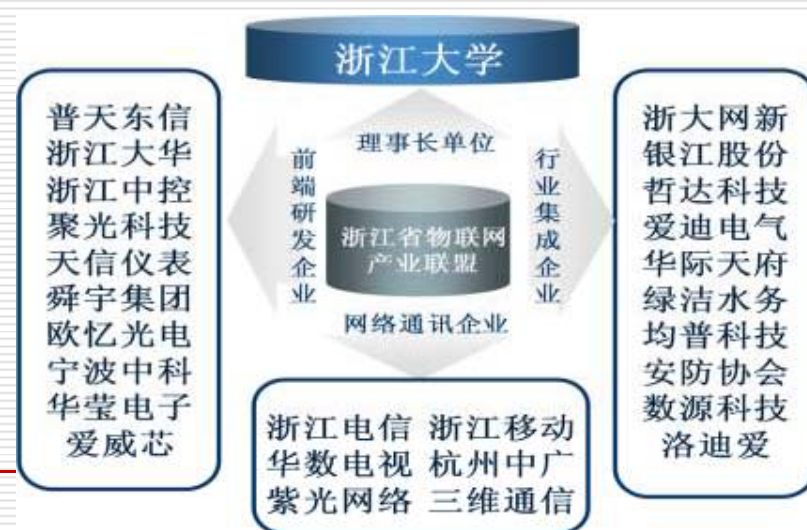 浙江大学
普天东信
浙江大华
浙江中控
聚光科技
天信仪表
舜宇集团
欧忆光电
宁波中科
华莹电子
爱威芯
前端研发企业
理事长单位
浙江省物联网
产业联盟
网络通讯企业
行业集成企业
浙大网新
银江股份
哲达科技
爱迪电气
华际天府
绿洁水务
均普科技
安防协会
数源科技
洛迪爱
浙江电信 浙江移动
华数电视 杭州中广
紫光网络 三维通信